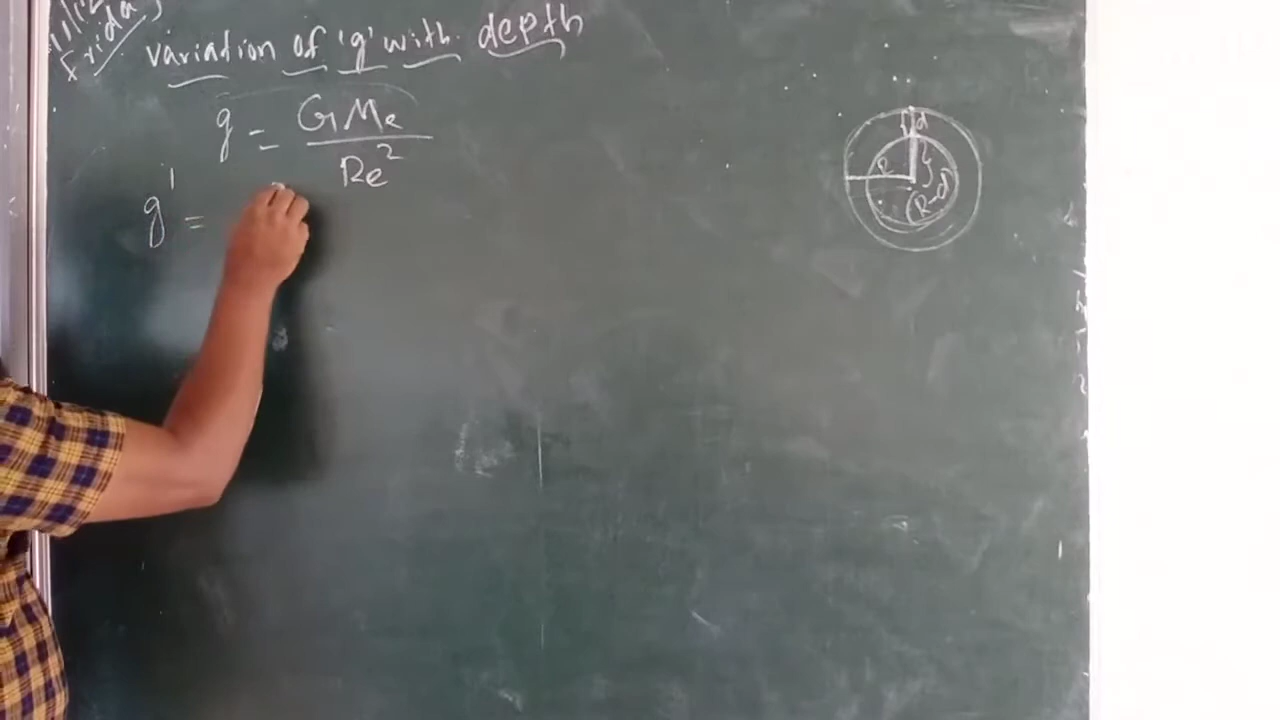 Friday
variation of 'g' with depth
g = GMe
Re²
g' =
d
R
(R-d)